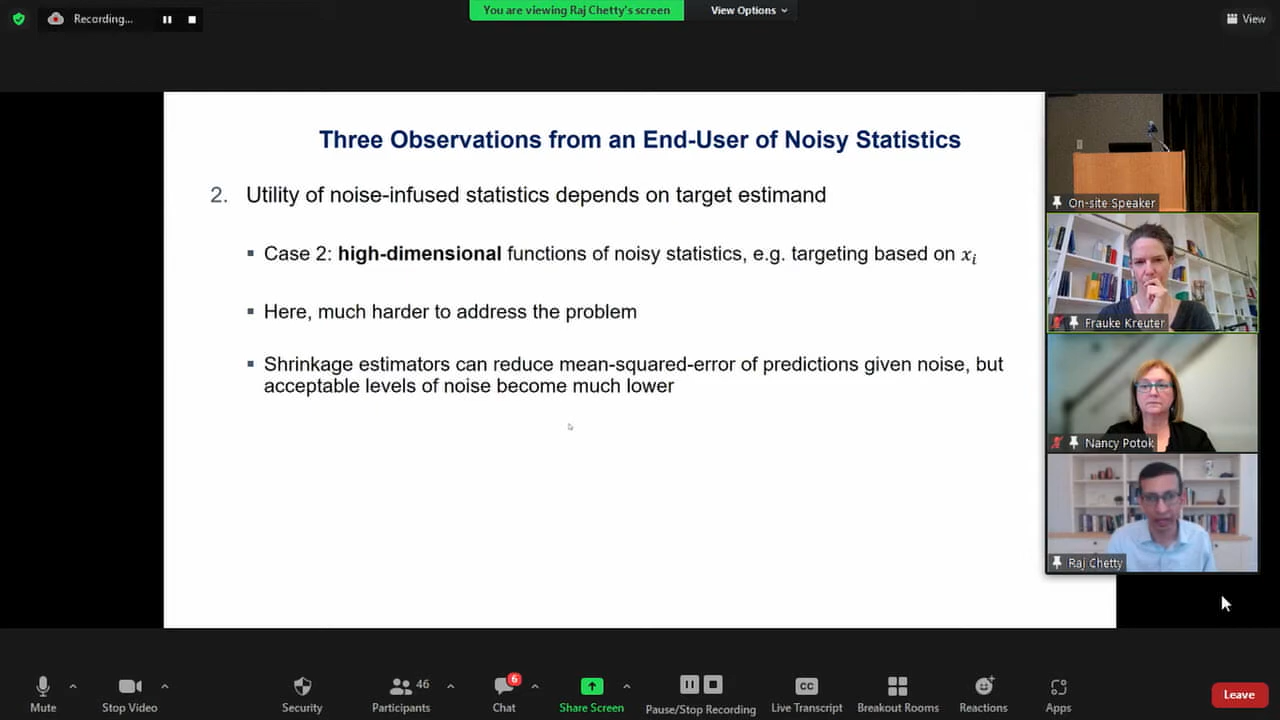 Recording...
You are viewing Raj Chetty's screen
View Options
View
Three Observations from an End-User of Noisy Statistics
2. Utility of noise-infused statistics depends on target estimand
▪ Case 2: high-dimensional functions of noisy statistics, e.g. targeting based on xᵢ
▪ Here, much harder to address the problem
▪ Shrinkage estimators can reduce mean-squared-error of predictions given noise, but
acceptable levels of noise become much lower
On-site Speaker
Frauke Kreuter
Nancy Potok
Raj Chetty
Mute
Stop Video
Security
46
Participants
6
Chat
Share Screen
Pause/Stop Recording
CC
Live Transcript
Breakout Rooms
Reactions
Apps
Leave